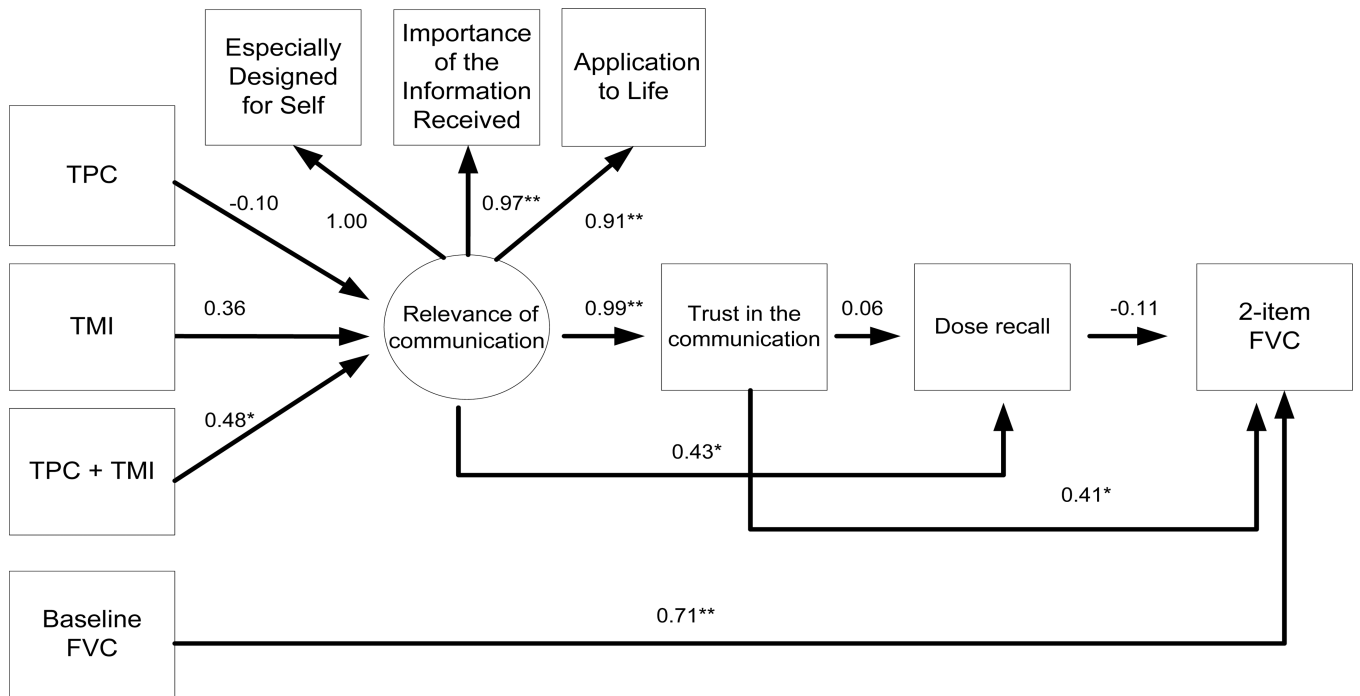 Especially
Designed
for Self
Importance
of the
Information
Received
Application
to Life
TPC
-0.10
1.00
0.97**
0.91**
TMI
0.36
Relevance of
communication
0.99**
Trust in the
communication
0.06
Dose recall
-0.11
2-item
FVC
TPC + TMI
0.48*
0.43*
0.41*
Baseline
FVC
0.71**